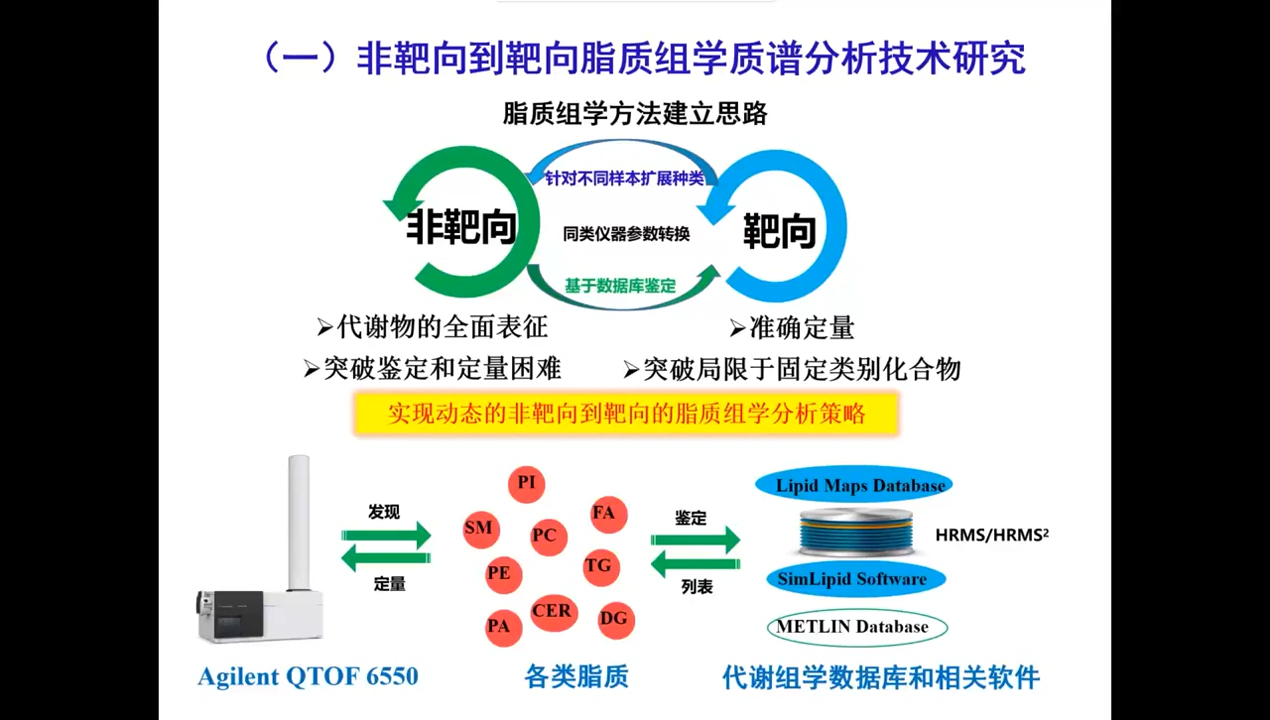 （一）非靶向到靶向脂质组学质谱分析技术研究
脂质组学方法建立思路
针对不同样本扩展种类
非靶向
同类仪器参数转换
靶向
基于数据库鉴定
➢代谢物的全面表征
➢准确定量
➢突破鉴定和定量困难
➢突破局限于固定类别化合物
实现动态的非靶向到靶向的脂质组学分析策略
发现
定量
PI
SM
PC
FA
PE
TG
PA
CER
DG
鉴定
列表
Lipid Maps Database
HRMS/HRMS²
SimLipid Software
METLIN Database
Agilent QTOF 6550
各类脂质
代谢组学数据库和相关软件